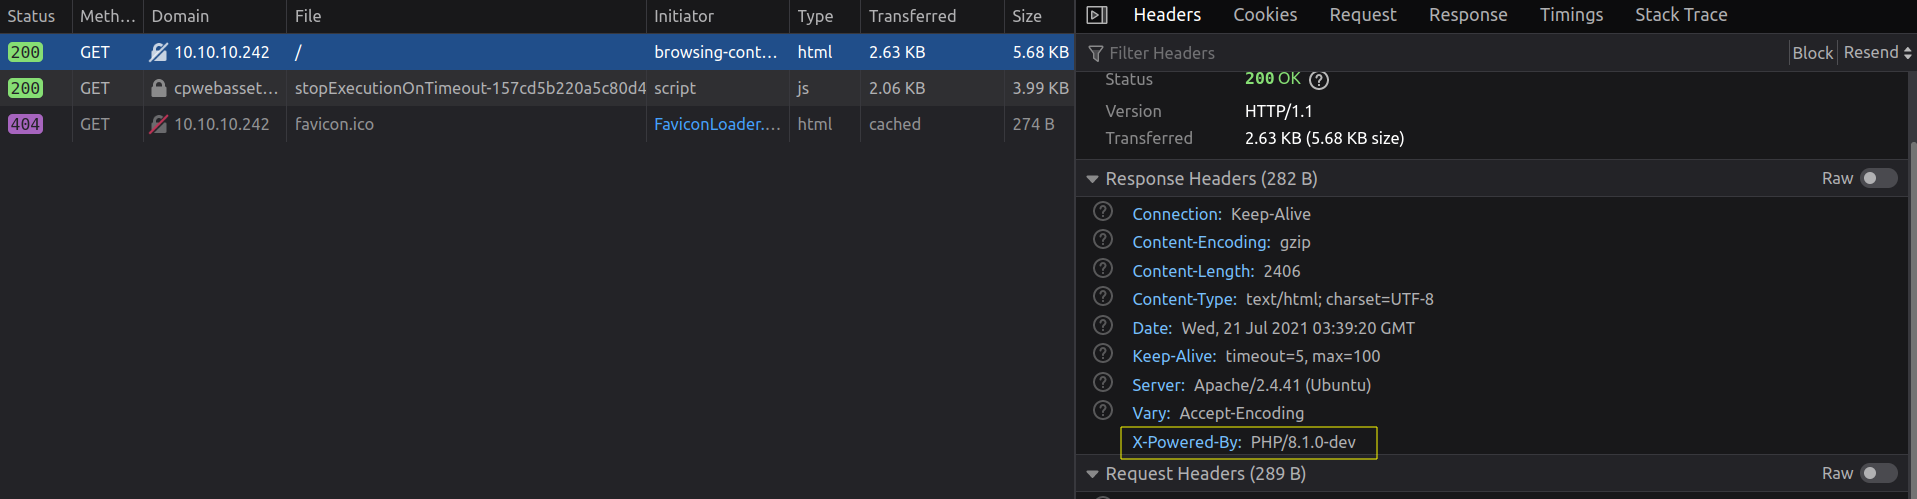 Status Meth… Domain File Initiator Type Transferred Size
200 GET 10.10.10.242 / browsing-cont… html 2.63 KB 5.68 KB
200 GET cpwebasset… stopExecutionOnTimeout-157cd5b220a5c80d4 script js 2.06 KB 3.99 KB
404 GET 10.10.10.242 favicon.ico FaviconLoader.… html cached 274 B
Headers Cookies Request Response Timings Stack Trace
Filter Headers Block Resend
Status 200 OK ?
Version HTTP/1.1
Transferred 2.63 KB (5.68 KB size)
Response Headers (282 B) Raw
? Connection: Keep-Alive
? Content-Encoding: gzip
? Content-Length: 2406
? Content-Type: text/html; charset=UTF-8
? Date: Wed, 21 Jul 2021 03:39:20 GMT
? Keep-Alive: timeout=5, max=100
? Server: Apache/2.4.41 (Ubuntu)
? Vary: Accept-Encoding
X-Powered-By: PHP/8.1.0-dev
Request Headers (289 B) Raw